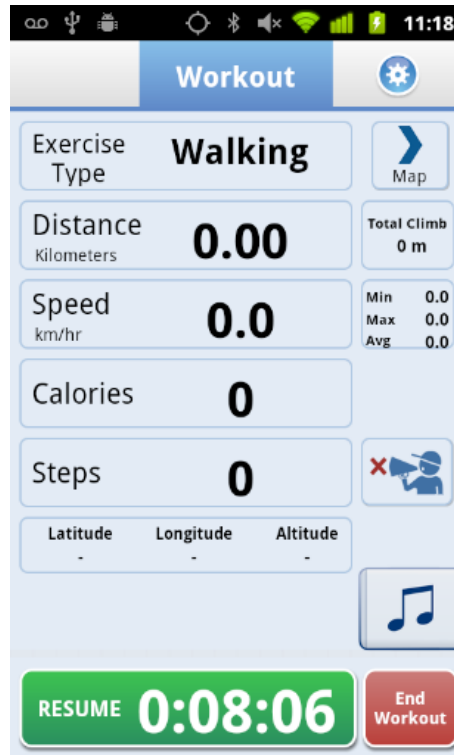 11:18
Workout
Exercise
Type
Walking
Map
Distance
Kilometers
0.00
Total Climb
0 m
Speed
km/hr
0.0
Min 0.0
Max 0.0
Avg 0.0
Calories
0
Steps
0
Latitude Longitude Altitude
- - -
RESUME 0:08:06
End
Workout